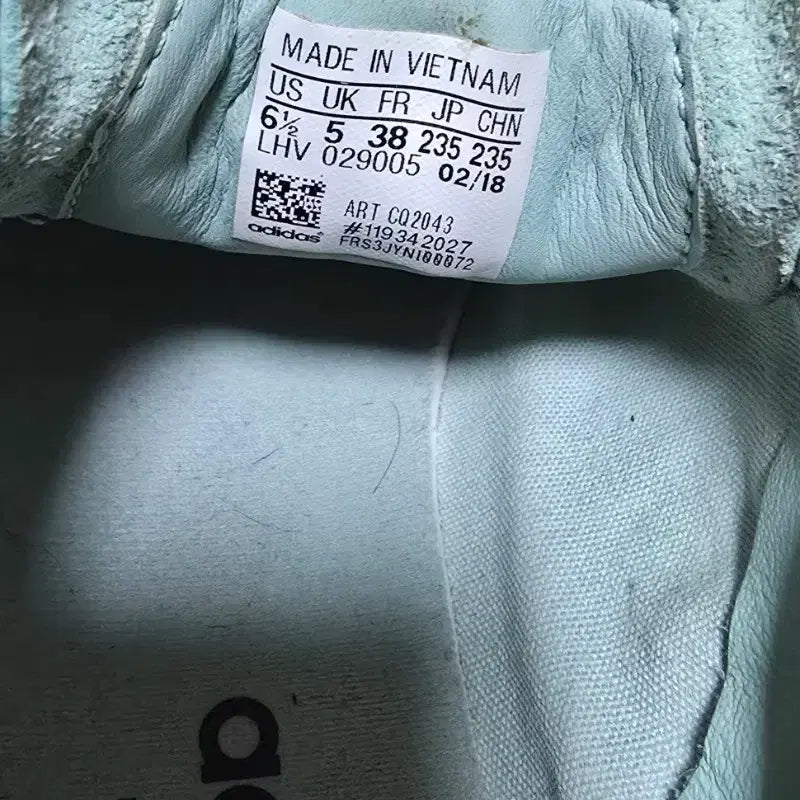 MADE IN VIETNAM
US UK FR JP CHN
6½ 5 38 235 235
LHV 029005 02/18
ART CQ2043
#119342027
adidas
FRS3JYNI00072